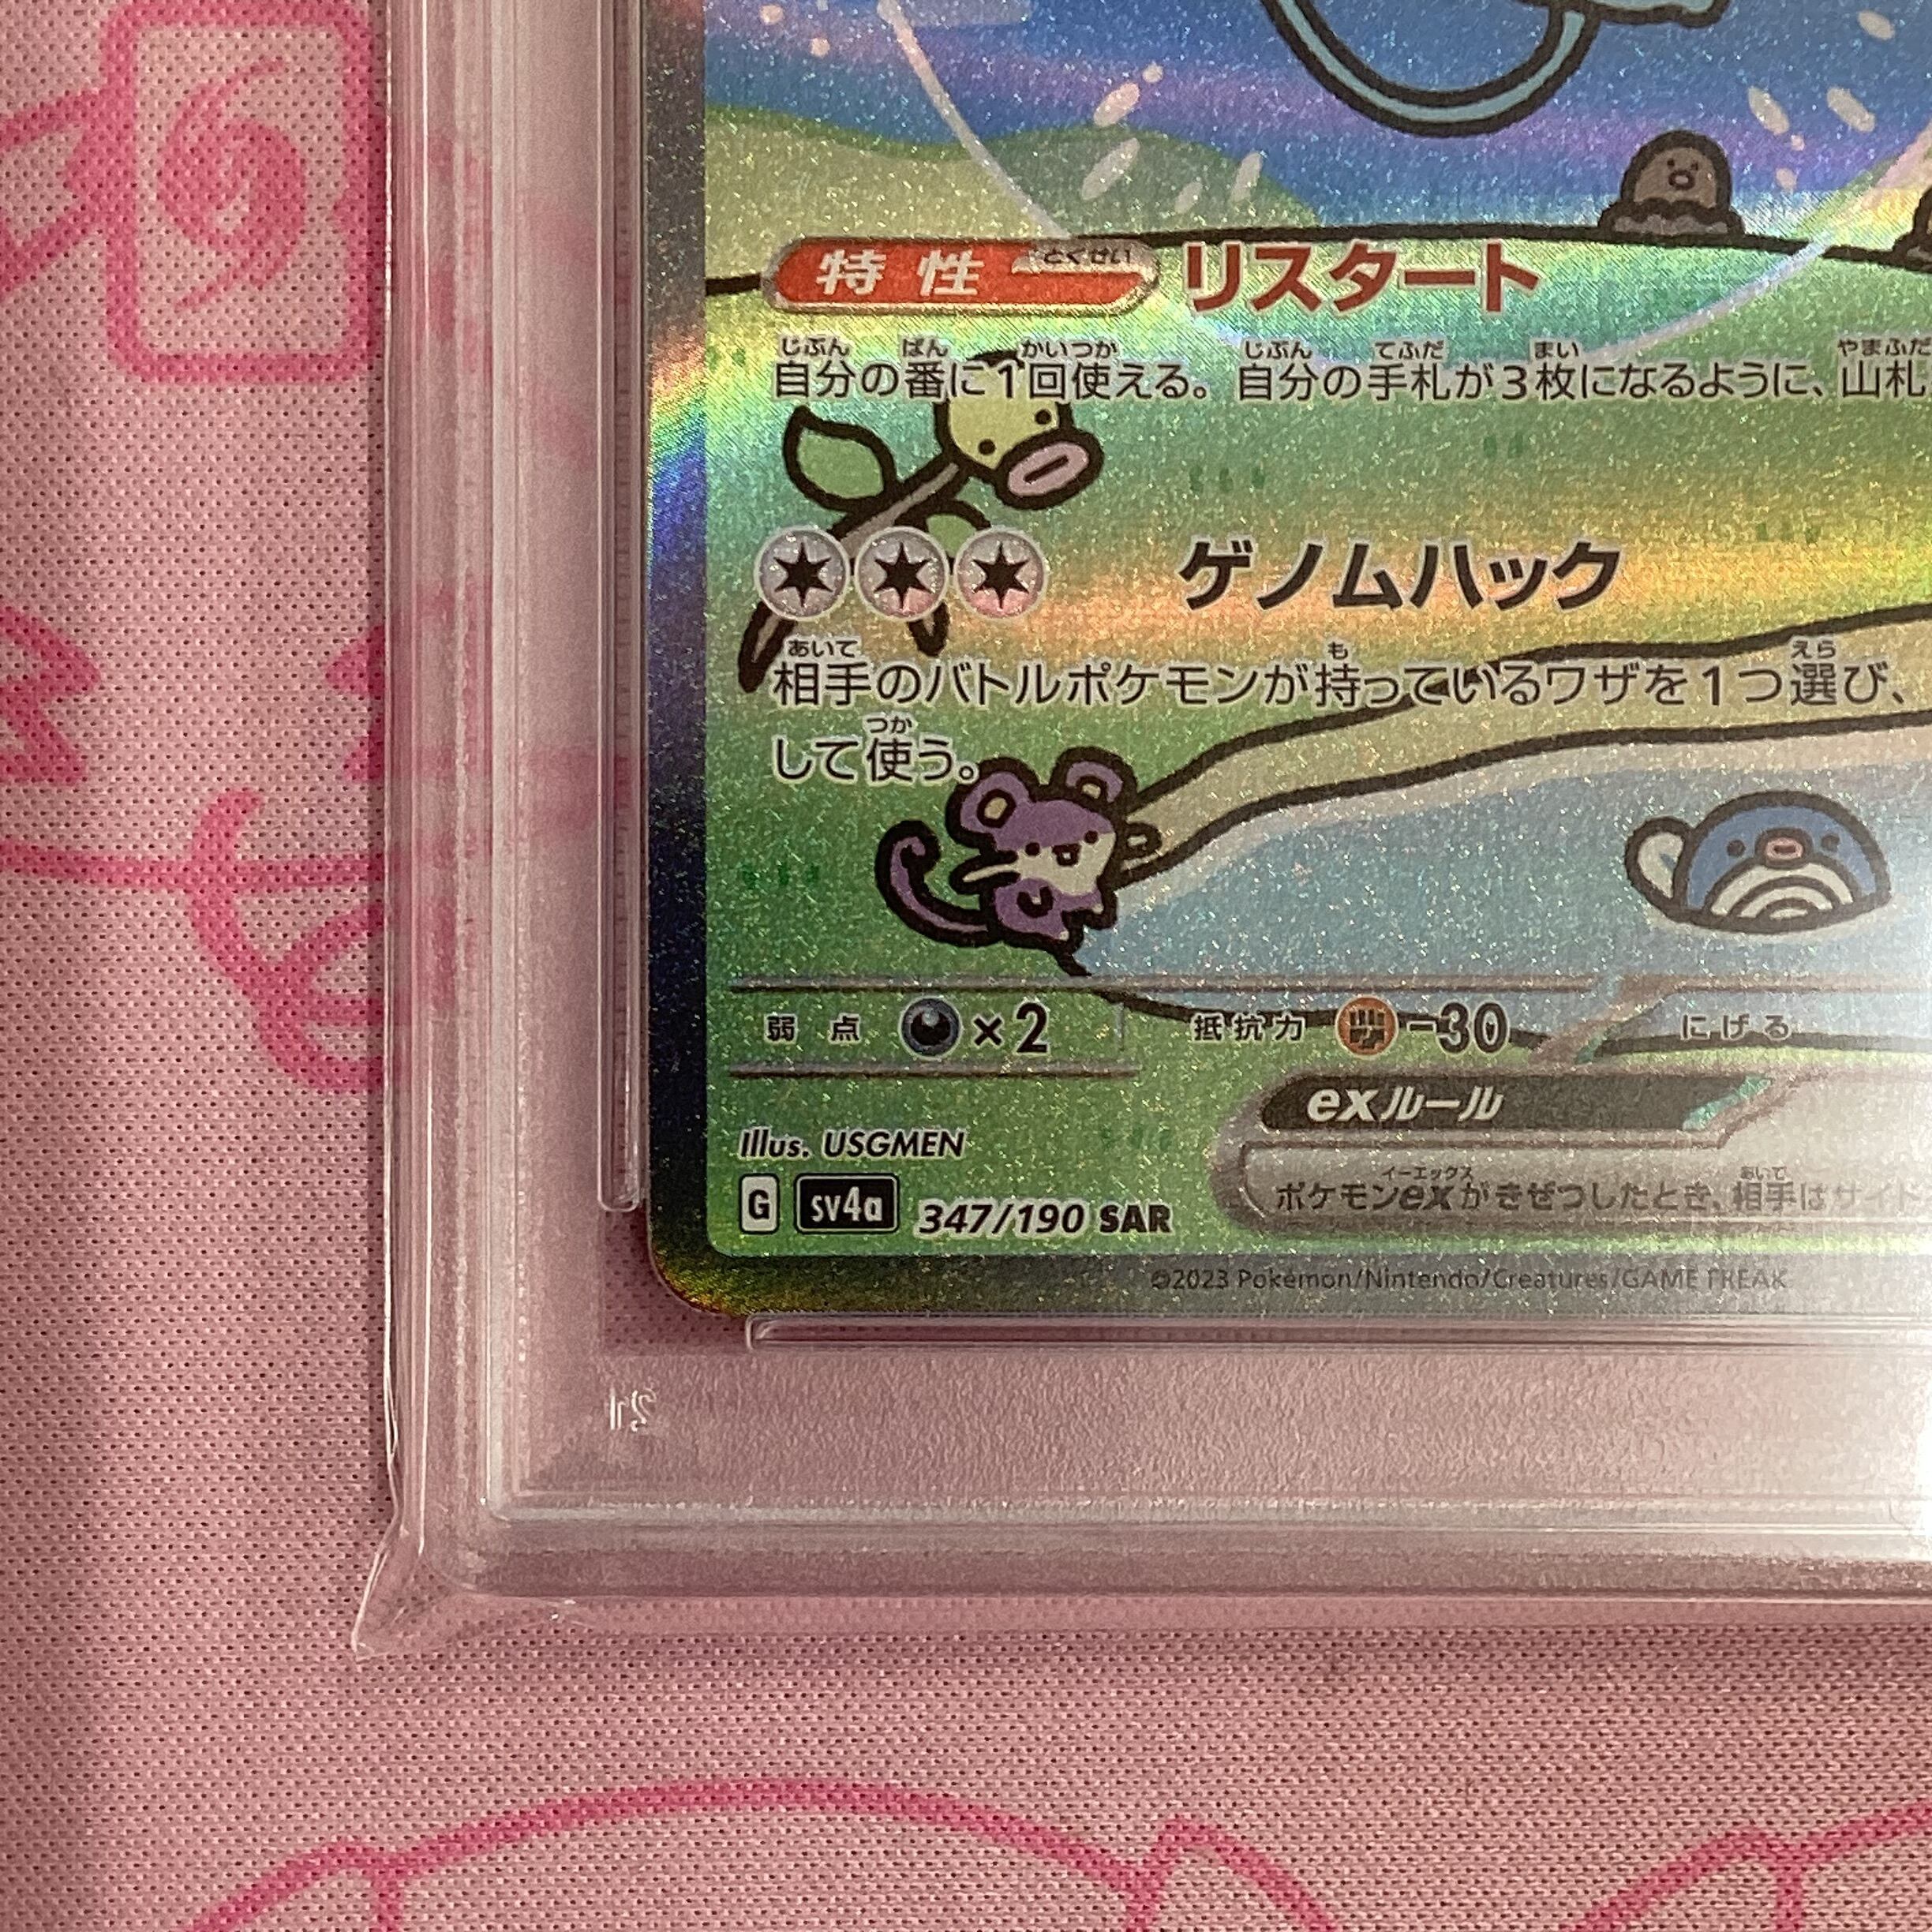 特性 とくせい リスタート
じぶん ばん かいつか じぶん てふだ まい やまふだ
自分の番に1回使える。自分の手札が3枚になるように、山札
ゲノムハック
あいて も えら
相手のバトルポケモンが持っているワザを1つ選び、
つか
して使う。
弱点 ×2 抵抗力 -30 にげる
exルール
Illus. USGMEN
イーエックス あいて
ポケモンexがきぜつしたとき、相手はサイド
G sv4a 347/190 SAR
©2023 Pokémon/Nintendo/Creatures/GAME FREAK
21